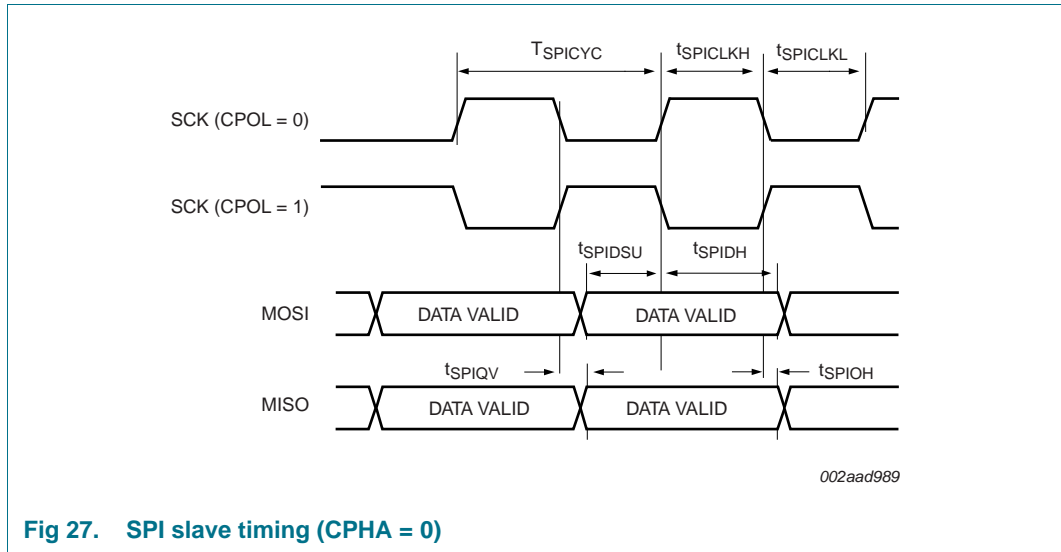 TSPICYC tSPICLKH tSPICLKL
SCK (CPOL = 0)
SCK (CPOL = 1)
tSPIDSU tSPIDH
MOSI DATA VALID DATA VALID
tSPIQV tSPIOH
MISO DATA VALID DATA VALID
002aad989
Fig 27. SPI slave timing (CPHA = 0)